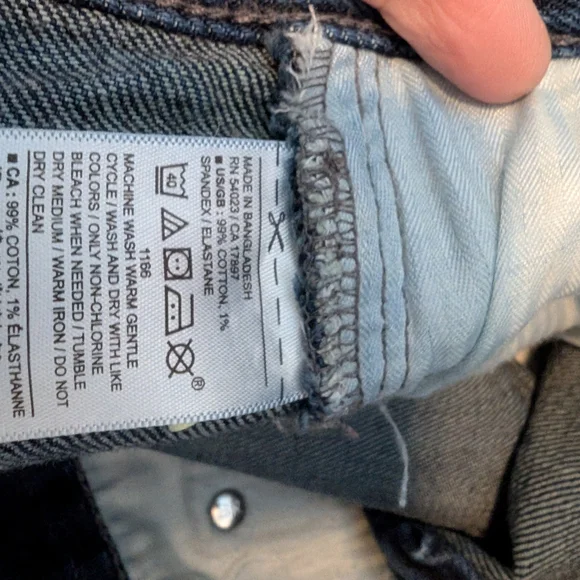 MADE IN BANGLADESH
RN 54023 / CA 17897
■ US/GB : 99% COTTON, 1%
SPANDEX / ELASTANE
40
®
1166
MACHINE WASH WARM GENTLE
CYCLE / WASH AND DRY WITH LIKE
COLORS / ONLY NON-CHLORINE
BLEACH WHEN NEEDED / TUMBLE
DRY MEDIUM / WARM IRON / DO NOT
DRY CLEAN
■ CA : 99% COTON, 1% ÉLASTHANNE